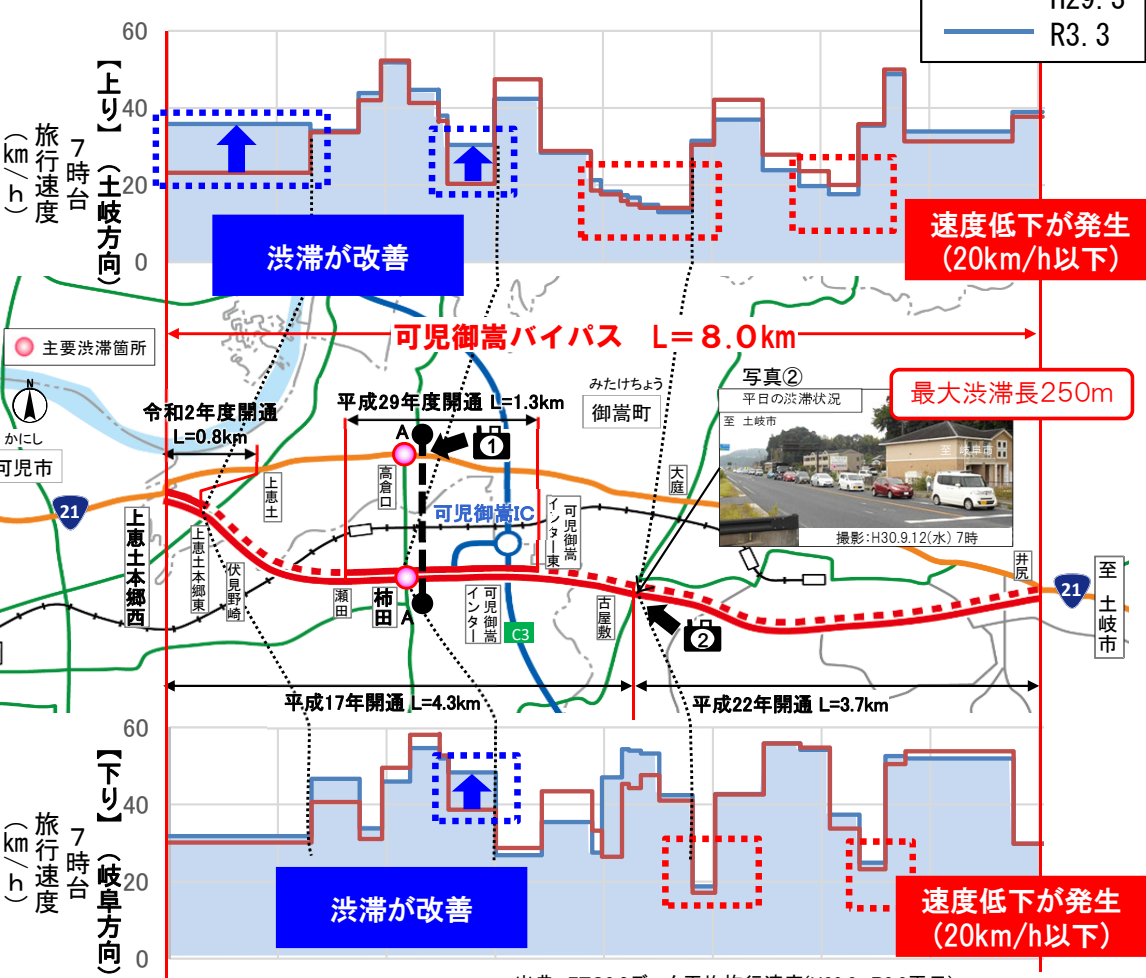 H29.3
R3.3
【上り】（土岐方向）
7時台
旅行速度
（km/h）
60
40
20
0
渋滞が改善
速度低下が発生
(20km/h以下)
可児御嵩バイパス　L＝8.0km
主要渋滞箇所
N
かにし
可児市
令和2年度開通
L=0.8km
平成29年度開通 L=1.3km
みたけちょう
御嵩町
写真②
平日の渋滞状況
至 土岐市
至 岐阜市
撮影:H30.9.12(水) 7時
最大渋滞長250m
A
1
高倉口
大庭
上恵土
21
可児御嵩IC
可児御嵩
インター東
上恵土本郷西
上恵土本郷東
伏見野崎
瀬田
柿田
A
可児御嵩
インター
C3
古屋敷
2
井尻
21
至 土岐市
平成17年開通 L=4.3km
平成22年開通 L=3.7km
【下り】（岐阜方向）
7時台
旅行速度
（km/h）
60
40
20
0
渋滞が改善
速度低下が発生
(20km/h以下)